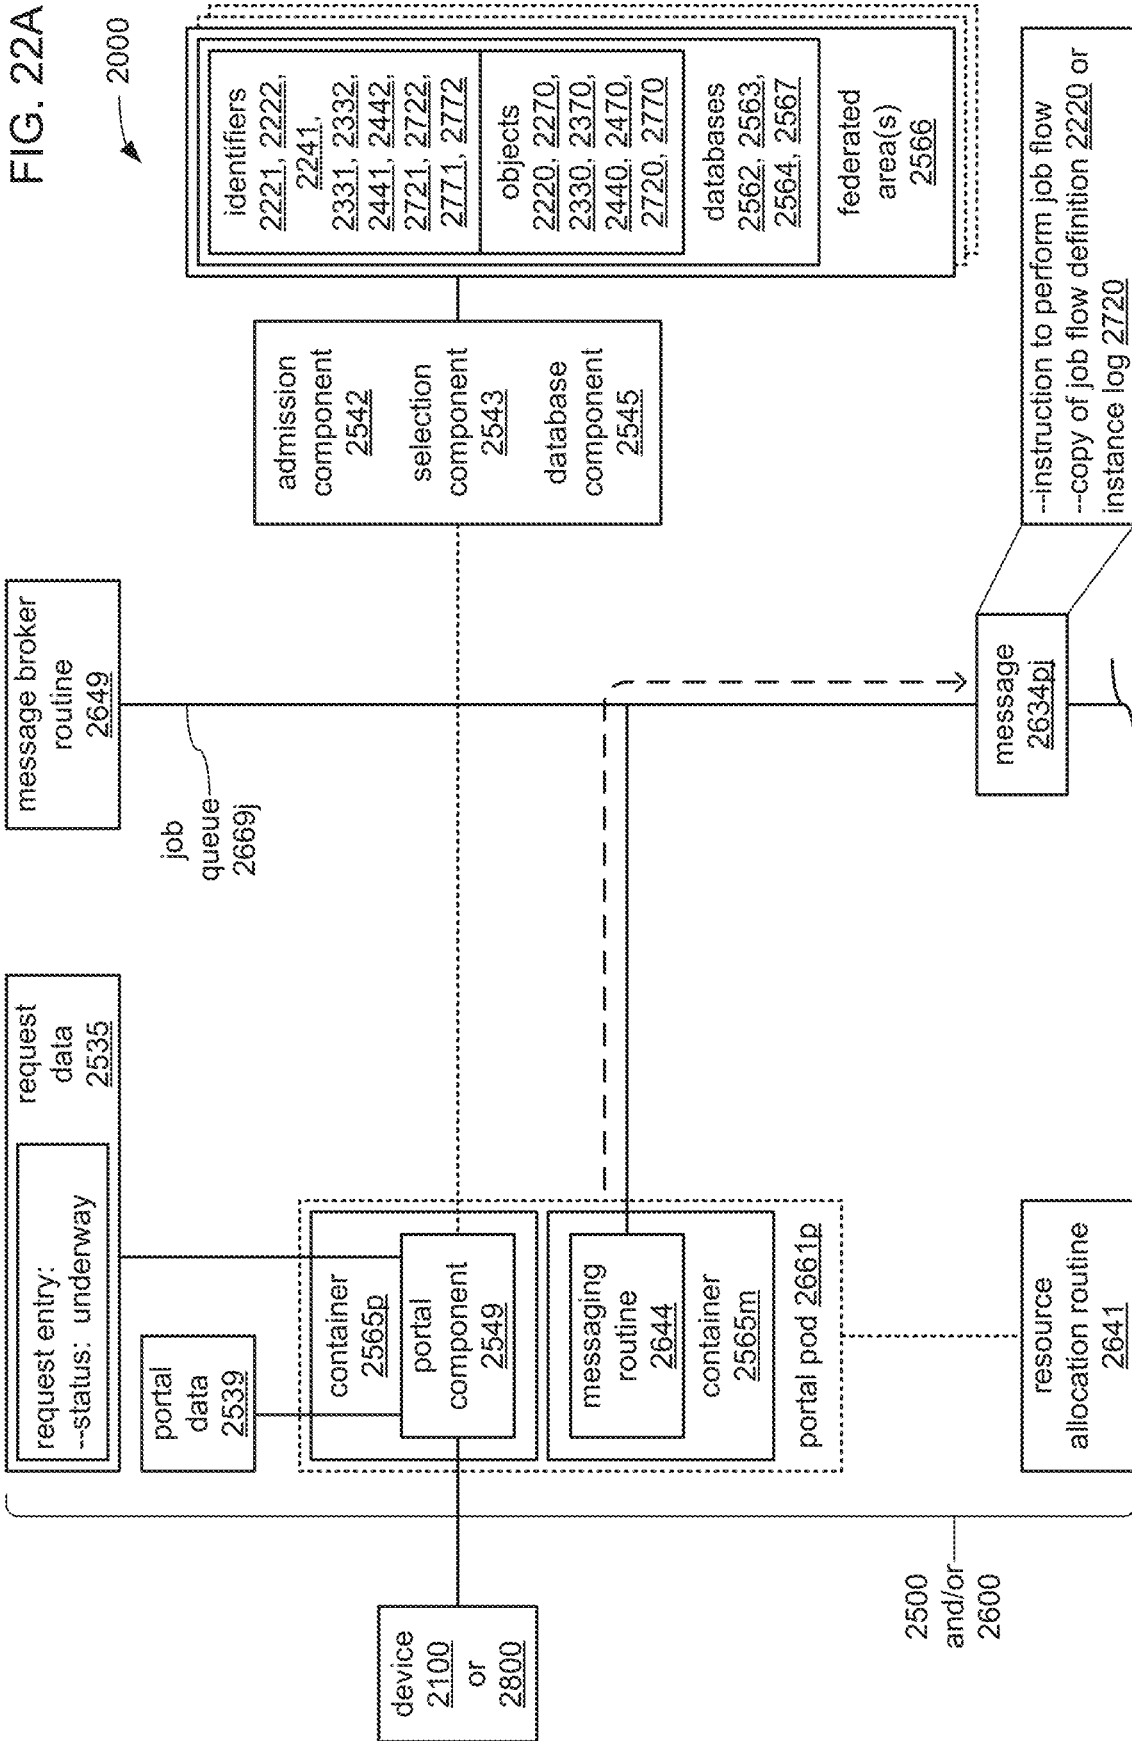 FIG. 22A
2000
request entry:
--status: underway
request
data
2535
message broker
routine
2649
job
queue
2669j
portal
data
2539
identifiers
2221, 2222,
2241,
2331, 2332,
2441, 2442,
2721, 2722,
2771, 2772
objects
2220, 2270,
2330, 2370,
2440, 2470,
2720, 2770
databases
2562, 2563,
2564, 2567
federated
area(s)
2566
admission
component
2542
selection
component
2543
database
component
2545
container
2565p
portal
component
2549
device
2100
or
2800
messaging
routine
2644
container
2565m
portal pod 2661p
resource
allocation routine
2641
message
2634pj
--instruction to perform job flow
--copy of job flow definition 2220 or
instance log 2720
2500
and/or
2600